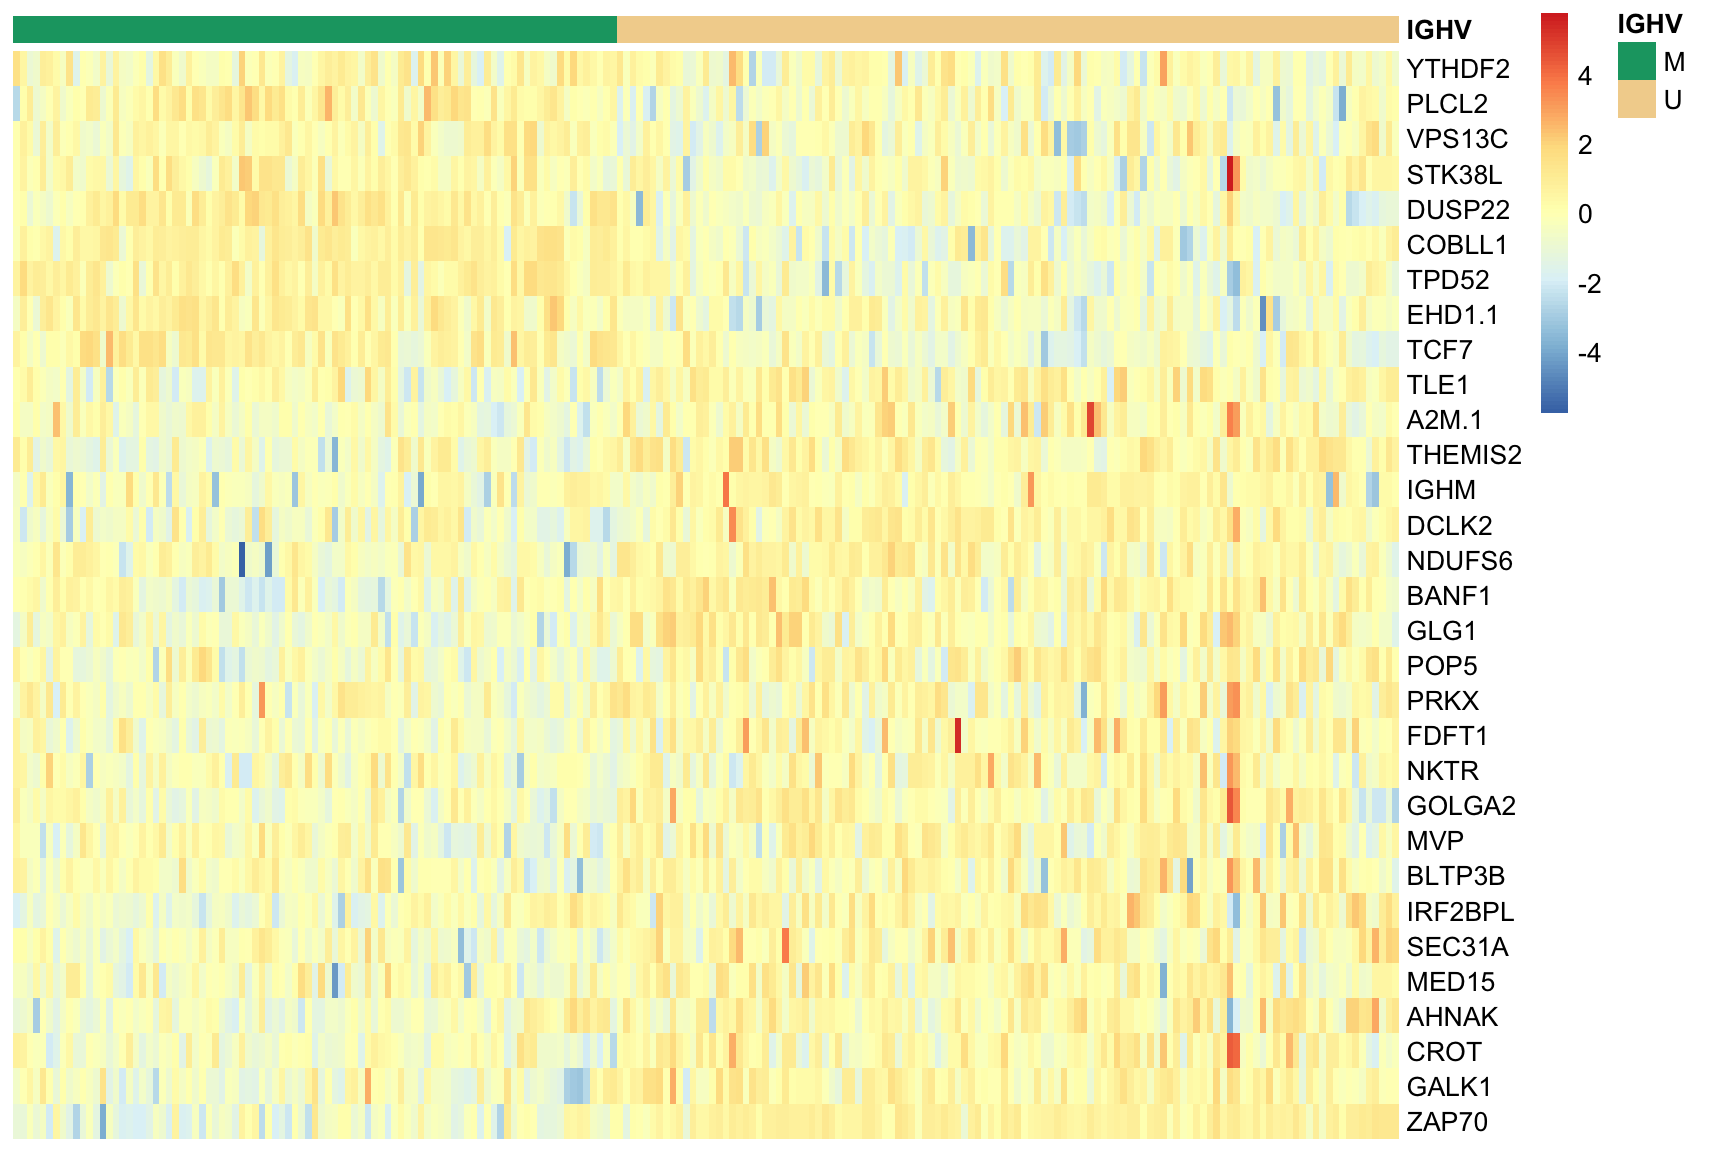 IGHV
YTHDF2
PLCL2
VPS13C
STK38L
DUSP22
COBLL1
TPD52
EHD1.1
TCF7
TLE1
A2M.1
THEMIS2
IGHM
DCLK2
NDUFS6
BANF1
GLG1
POP5
PRKX
FDFT1
NKTR
GOLGA2
MVP
BLTP3B
IRF2BPL
SEC31A
MED15
AHNAK
CROT
GALK1
ZAP70
4
2
0
-2
-4
IGHV
M
U